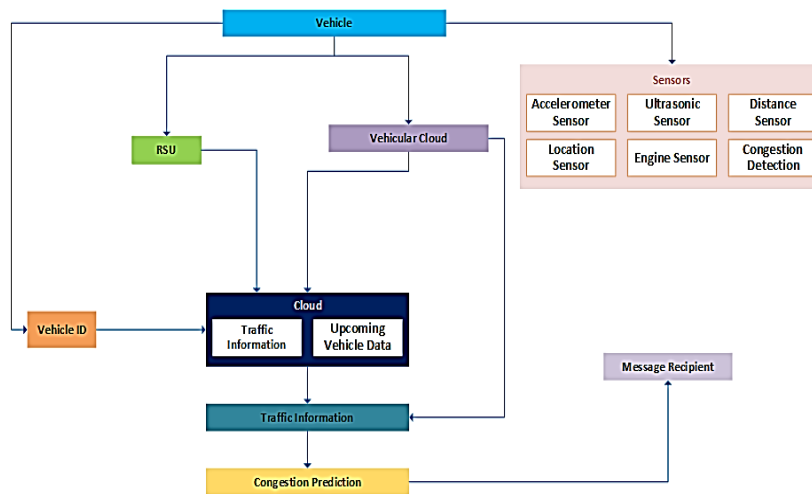 Vehicle
Sensors
Accelerometer
Sensor
Ultrasonic
Sensor
Distance
Sensor
Location
Sensor
Engine Sensor
Congestion
Detection
RSU
Vehicular Cloud
Cloud
Traffic
Information
Upcoming
Vehicle Data
Vehicle ID
Message Recipient
Traffic Information
Congestion Prediction